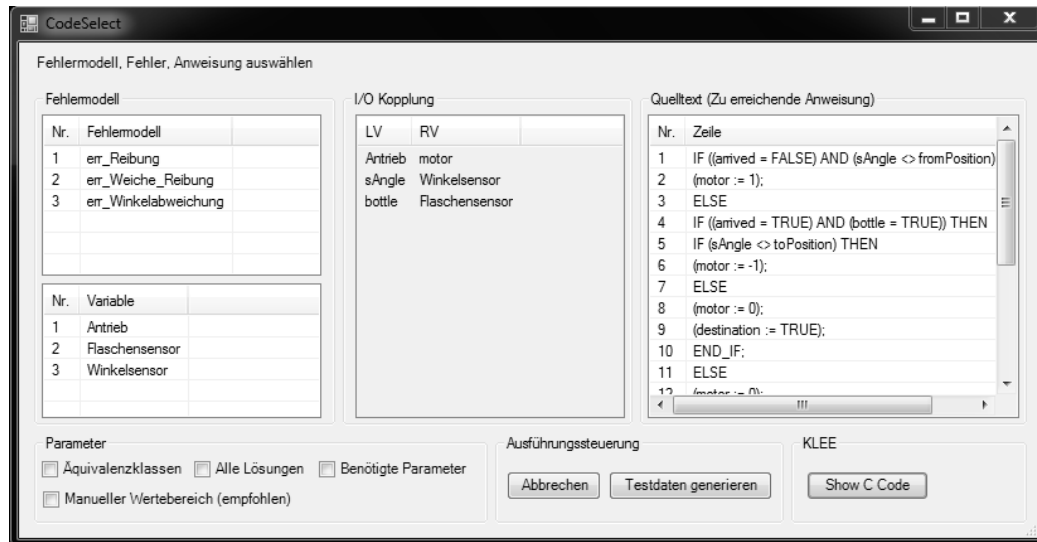 CodeSelect
Fehlermodell, Fehler, Anweisung auswählen
Fehlermodell
Nr. Fehlermodell
1 err_Reibung
2 err_Weiche_Reibung
3 err_Winkelabweichung
Nr. Variable
1 Antrieb
2 Flaschensensor
3 Winkelsensor
I/O Kopplung
LV RV
Antrieb motor
sAngle Winkelsensor
bottle Flaschensensor
Quelltext (Zu erreichende Anweisung)
Nr. Zeile
1 IF ((arrived = FALSE) AND (sAngle <> fromPosition)
2 (motor := 1);
3 ELSE
4 IF ((arrived = TRUE) AND (bottle = TRUE)) THEN
5 IF (sAngle <> toPosition) THEN
6 (motor := -1);
7 ELSE
8 (motor := 0);
9 (destination := TRUE);
10 END_IF;
11 ELSE
12 (motor := 0);
Parameter
Äquivalenzklassen Alle Lösungen Benötigte Parameter
Manueller Wertebereich (empfohlen)
Ausführungssteuerung
Abbrechen Testdaten generieren
KLEE
Show C Code